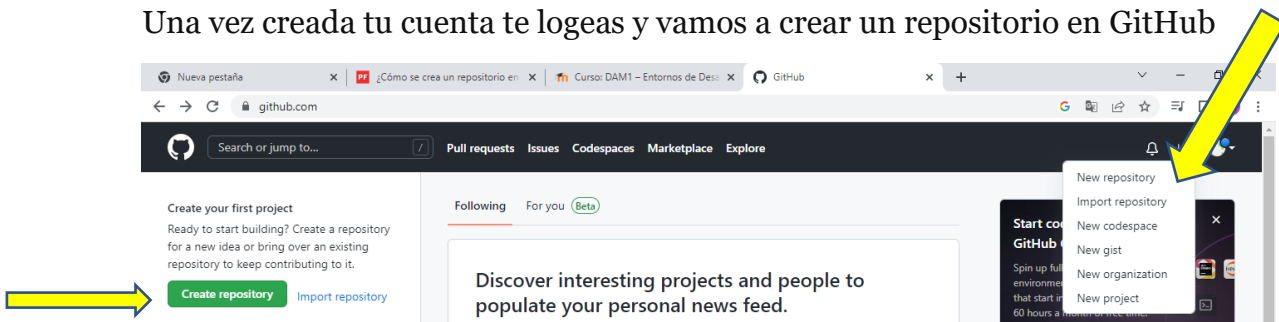 Una vez creada tu cuenta te logeas y vamos a crear un repositorio en GitHub
Nueva pestaña
¿Cómo se crea un repositorio en
Curso: DAM1 – Entornos de Desa
GitHub
github.com
Search or jump to...
/
Pull requests Issues Codespaces Marketplace Explore
New repository
Import repository
New codespace
New gist
New organization
New project
Create your first project
Ready to start building? Create a repository
for a new idea or bring over an existing
repository to keep contributing to it.
Create repository
Import repository
Following
For you Beta
Discover interesting projects and people to
populate your personal news feed.
Start co
GitHub
Spin up full
environme
that start in
60 hours a month of free time.